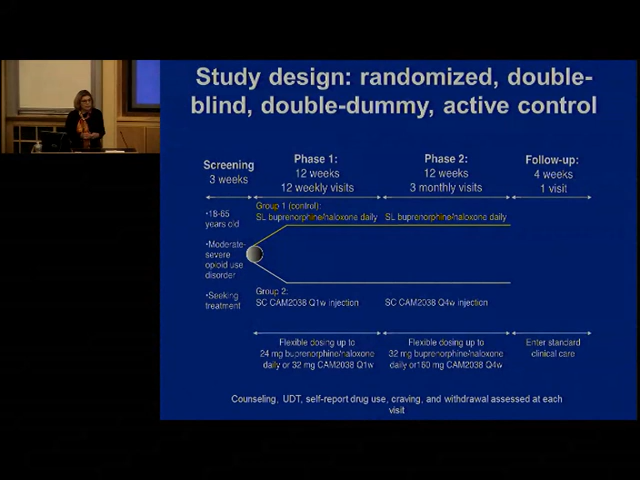 Study design: randomized, double-
blind, double-dummy, active control
Screening
3 weeks
Phase 1:
12 weeks
12 weekly visits
Phase 2:
12 weeks
3 monthly visits
Follow-up:
4 weeks
1 visit
•18-65
years old
•Moderate-
severe
opioid use
disorder
•Seeking
treatment
Group 1 (control):
SL buprenorphine/naloxone daily
SL buprenorphine/naloxone daily
Group 2:
SC CAM2038 Q1w injection
SC CAM2038 Q4w injection
Flexible dosing up to
24 mg buprenorphine/naloxone
daily or 32 mg CAM2038 Q1w
Flexible dosing up to
32 mg buprenorphine/naloxone
daily or160 mg CAM2038 Q4w
Enter standard
clinical care
Counseling, UDT, self-report drug use, craving, and withdrawal assessed at each
visit